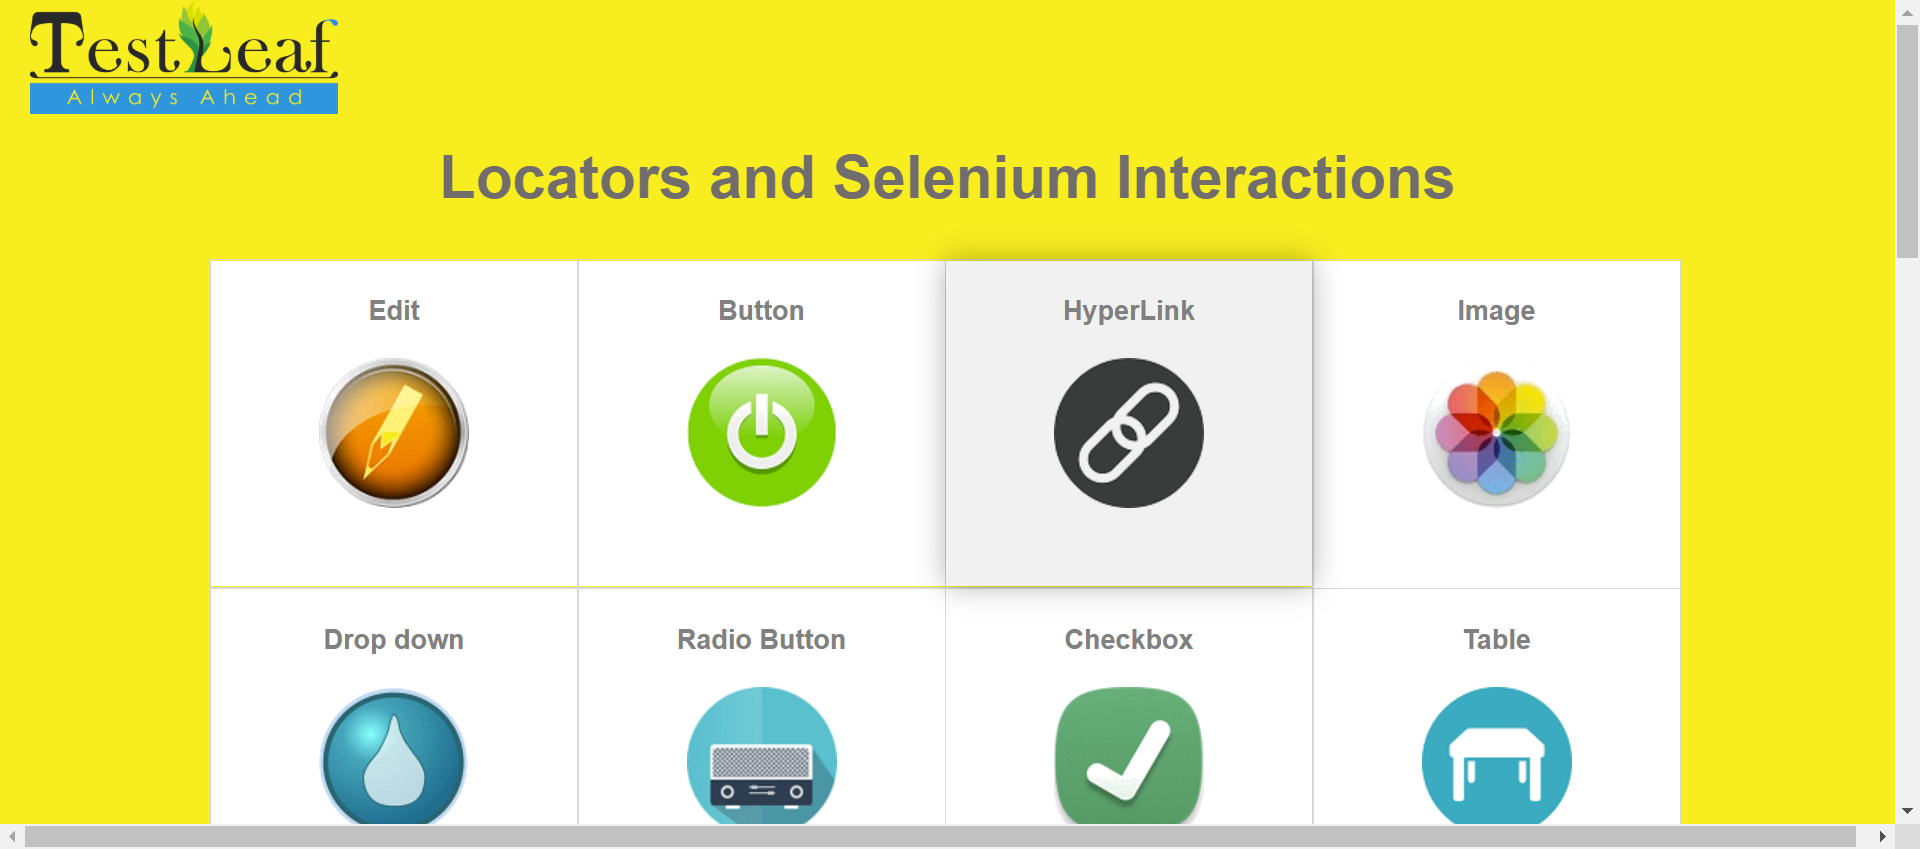 TestLeaf
Always Ahead
Locators and Selenium Interactions
Edit
Button
HyperLink
Image
Drop down
Radio Button
Checkbox
Table